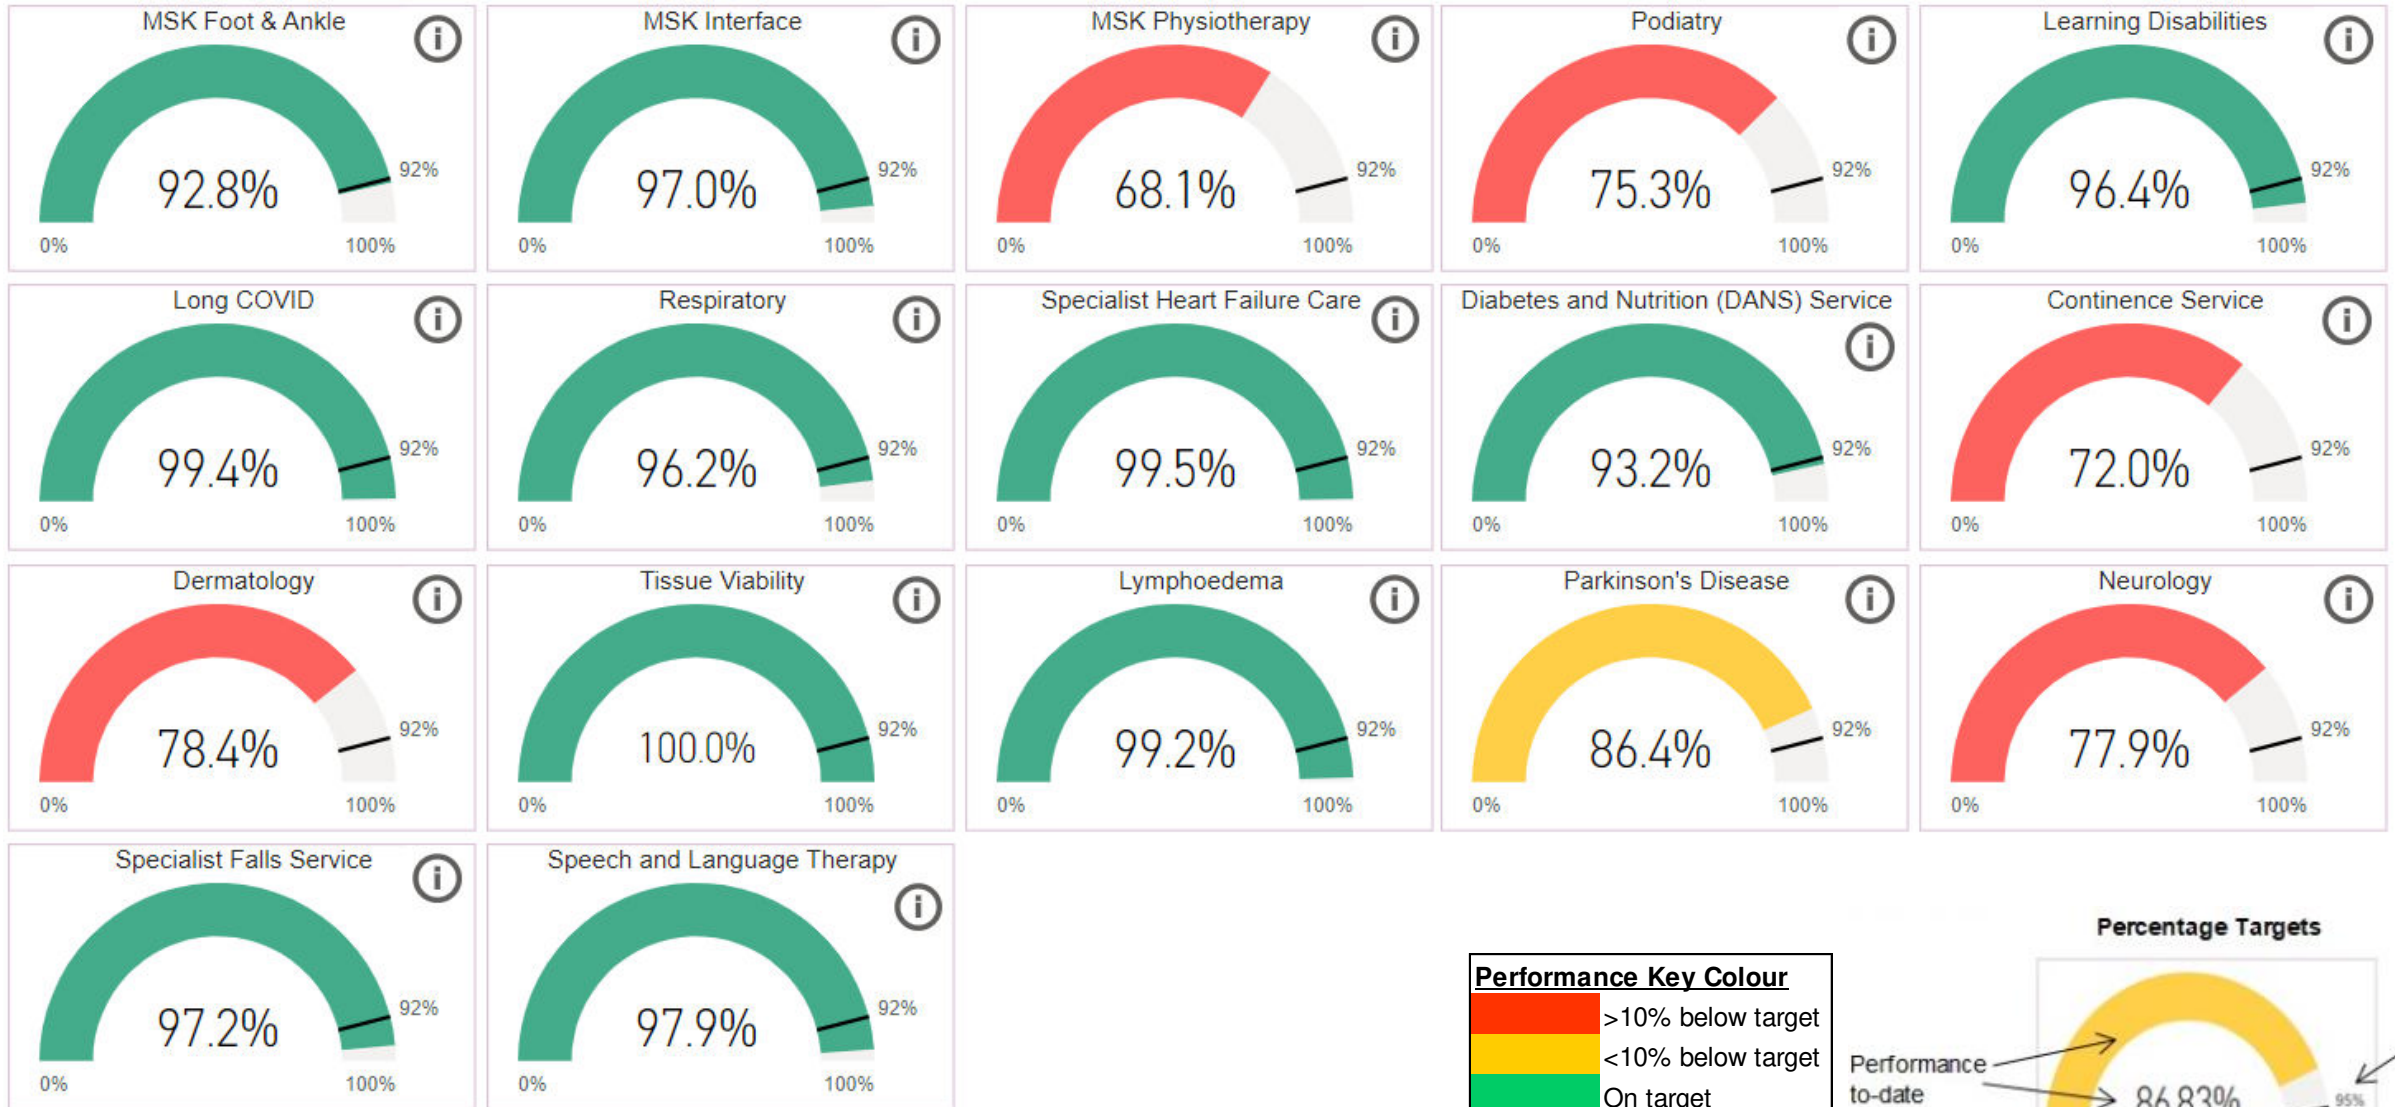 MSK Foot & Ankle
92%
92.8%
0% 100%
MSK Interface
92%
97.0%
0% 100%
MSK Physiotherapy
92%
68.1%
0% 100%
Podiatry
92%
75.3%
0% 100%
Learning Disabilities
92%
96.4%
0% 100%
Long COVID
92%
99.4%
0% 100%
Respiratory
92%
96.2%
0% 100%
Specialist Heart Failure Care
92%
99.5%
0% 100%
Diabetes and Nutrition (DANS) Service
92%
93.2%
0% 100%
Continence Service
92%
72.0%
0% 100%
Dermatology
92%
78.4%
0% 100%
Tissue Viability
92%
100.0%
0% 100%
Lymphoedema
92%
99.2%
0% 100%
Parkinson's Disease
92%
86.4%
0% 100%
Neurology
92%
77.9%
0% 100%
Specialist Falls Service
92%
97.2%
0% 100%
Speech and Language Therapy
92%
97.9%
0% 100%
Performance Key Colour
>10% below target
<10% below target
On target
Percentage Targets
Performance
to-date
86.83%
95%